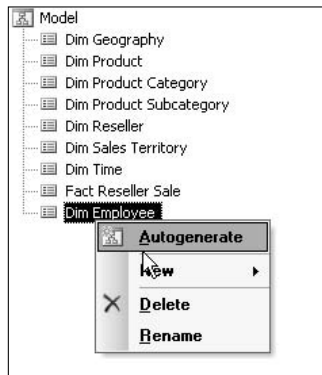 Model
Dim Geography
Dim Product
Dim Product Category
Dim Product Subcategory
Dim Reseller
Dim Sales Territory
Dim Time
Fact Reseller Sale
Dim Employee
Autogenerate
New
Delete
Rename